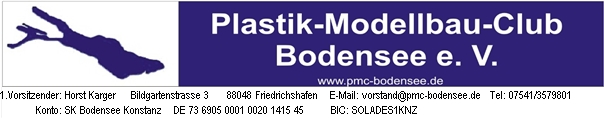 Plastik-Modellbau-Club
Bodensee e. V.
www.pmc-bodensee.de
1.Vorsitzender: Horst Karger Bildgartenstrasse 3 88048 Friedrichshafen E-Mail: vorstand@pmc-bodensee.de Tel: 07541/3579801
Konto: SK Bodensee Konstanz DE 73 6905 0001 0020 1415 45 BIC: SOLADES1KNZ